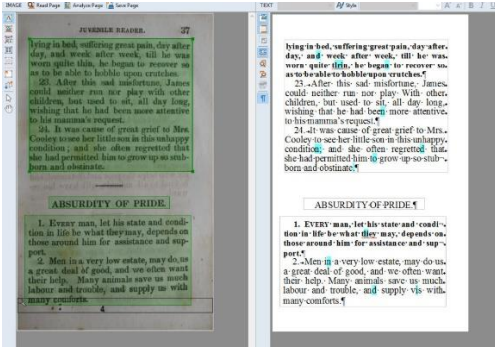 IMAGE Read Page Analyze Page Save Page
TEXT Style
JUVENILE READER. 37
lying in bed, suffering great pain, day after
day, and week after week, till he was
worn quite thin, he began to recover so
as to be able to hobble upon crutches.
23. After this sad misfortune, James
could neither run nor play with other
children, but used to sit all day long,
wishing that he had been more attentive
to his mamma's request.
24. It was cause of great grief to Mrs.
Cooley to see her little son in this unhappy
condition; and she often regretted that
she had permitted him to grow up so stub-
born and obstinate.
ABSURDITY OF PRIDE.
1. EVERY man, let his state and condi-
tion in life be what they may, depends on
those around him for assistance and sup-
port.
2. Men in a very low estate, may do us
a great deal of good, and we often want
their help. Many animals save us much
labour and trouble, and supply us with
many comforts.
4
lying in bed, suffering great pain, day after
day, and week after week, till he was
worn quite tlrin, he began to recover so
as to be able to hobble upon crutches.¶
23. After this sad misfortune, James
could neither run nor play With other
children, but used to sit, all day long,
wishing that he had been more attentive
to his mamma's request.¶
24. It was cause of great grief to Mrs.
Cooley to see her little son in this unhappy
condition; and she often regretted that
she had permitted him to grow up so stub¬
born and obstinate.¶
ABSURDITY OF PRIDE.¶
1. EVERY man, let his state and condi¬
tion in life be what they may, depends on
those around him for assistance and sup¬
port.¶
2. Men in a very low estate, may do us
a great deal of good, and we often want
their help. Many animals save us much
labour and trouble, and supply vis with
many comforts.¶